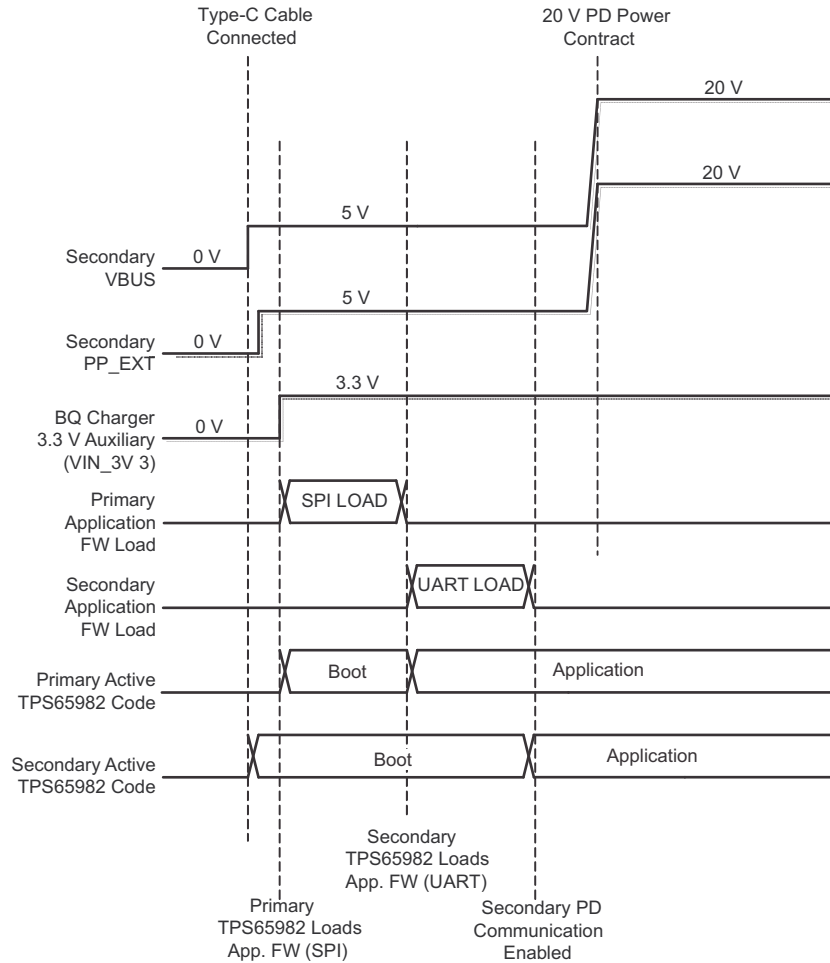 Type-C Cable
Connected
20 V PD Power
Contract
20 V
20 V
5 V
Secondary
VBUS
0 V
5 V
Secondary
PP_EXT
0 V
3.3 V
BQ Charger
3.3 V Auxiliary
(VIN_3V 3)
0 V
Primary
Application
FW Load
SPI LOAD
Secondary
Application
FW Load
UART LOAD
Primary Active
TPS65982 Code
Boot
Application
Secondary Active
TPS65982 Code
Boot
Application
Secondary
TPS65982 Loads
App. FW (UART)
Primary
TPS65982 Loads
App. FW (SPI)
Secondary PD
Communication
Enabled